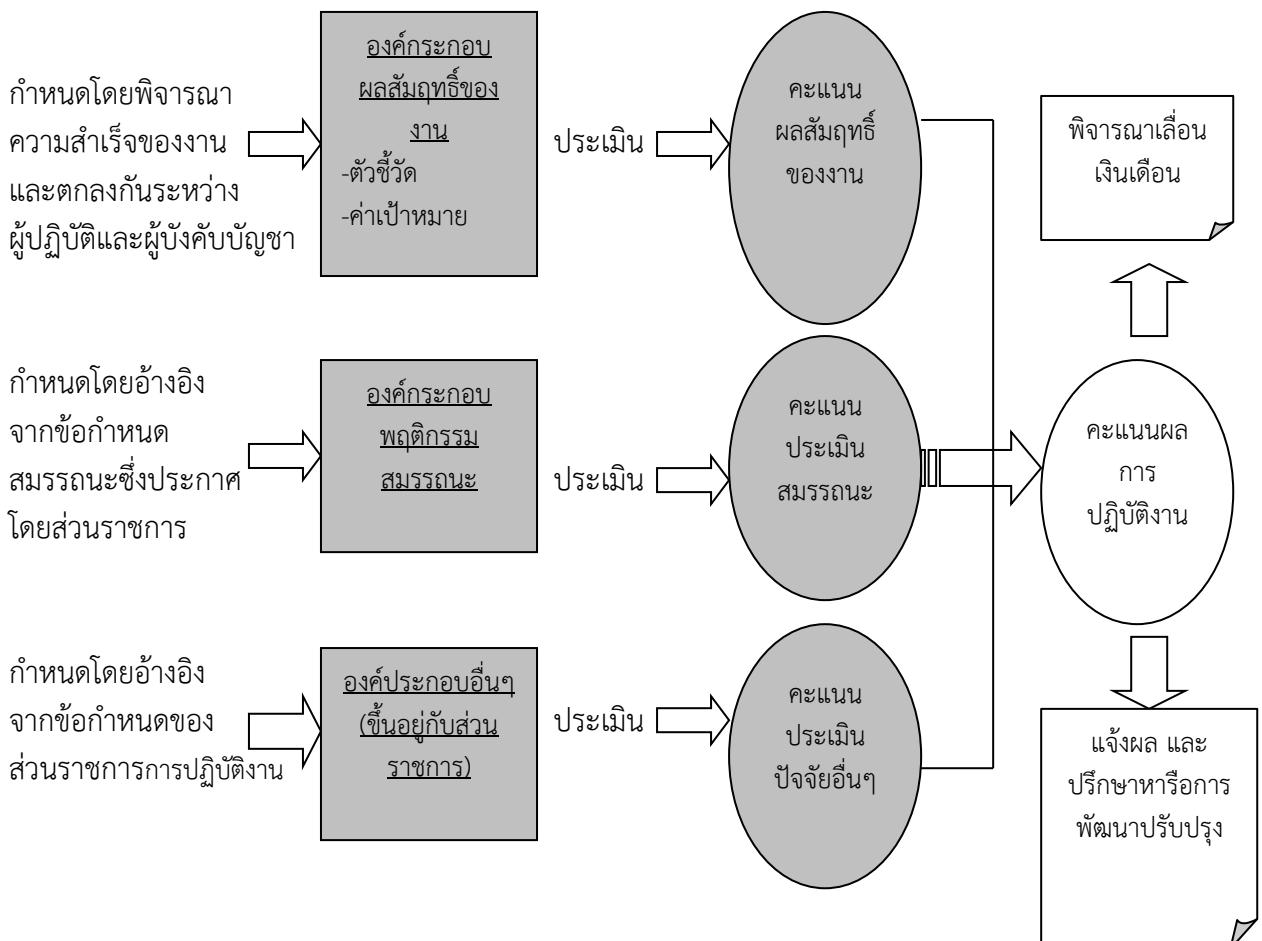 กำหนดโดยพิจารณา
ความสำเร็จของงาน
และตกลงกันระหว่าง
ผู้ปฏิบัติและผู้บังคับบัญชา
องค์กระกอบ
ผลสัมฤทธิ์ของ
งาน
-ตัวชี้วัด
-ค่าเป้าหมาย
ประเมิน
คะแนน
ผลสัมฤทธิ์
ของงาน
พิจารณาเลื่อน
เงินเดือน
กำหนดโดยอ้างอิง
จากข้อกำหนด
สมรรถนะซึ่งประกาศ
โดยส่วนราชการ
องค์กระกอบ
พฤติกรรม
สมรรถนะ
ประเมิน
คะแนน
ประเมิน
สมรรถนะ
คะแนนผล
การ
ปฏิบัติงาน
กำหนดโดยอ้างอิง
จากข้อกำหนดของ
ส่วนราชการการปฏิบัติงาน
องค์ประกอบอื่นๆ
(ขึ้นอยู่กับส่วน
ราชการ)
ประเมิน
คะแนน
ประเมิน
ปัจจัยอื่นๆ
แจ้งผล และ
ปรึกษาหารือการ
พัฒนาปรับปรุง